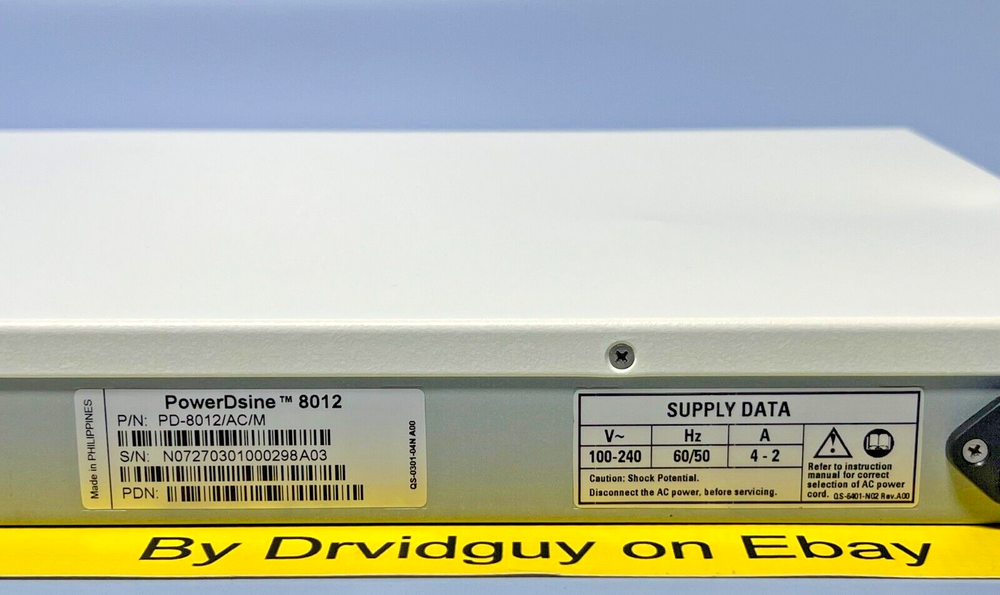 Made in PHILIPPINES
PowerDsine™ 8012
P/N: PD-8012/AC/M
S/N: N07270301000298A03
PDN:
QS-0301-04N A00
SUPPLY DATA
V~ Hz A
100-240 60/50 4 - 2
Caution: Shock Potential.
Disconnect the AC power, before servicing.
Refer to instruction
manual for correct
selection of AC power
cord. QS-6401-N02 Rev.A00
By Drvidguy on Ebay